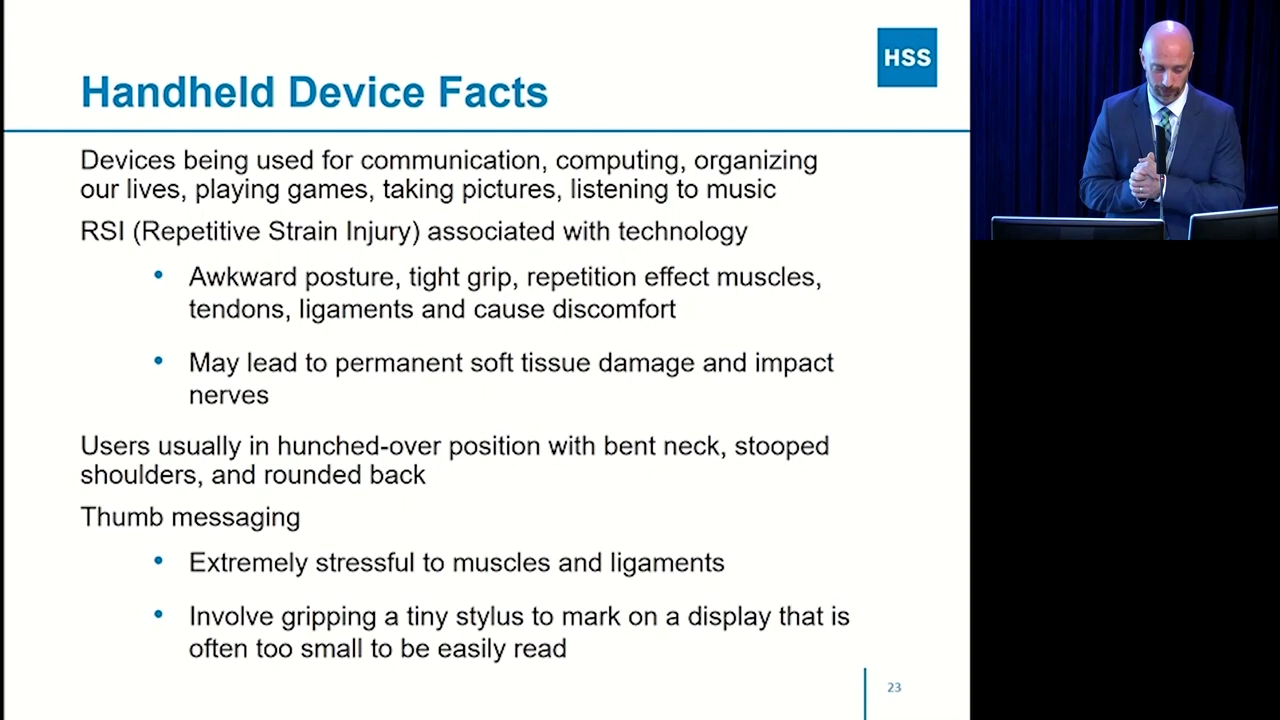 HSS
Handheld Device Facts
Devices being used for communication, computing, organizing
our lives, playing games, taking pictures, listening to music
RSI (Repetitive Strain Injury) associated with technology
• Awkward posture, tight grip, repetition effect muscles,
tendons, ligaments and cause discomfort
• May lead to permanent soft tissue damage and impact
nerves
Users usually in hunched-over position with bent neck, stooped
shoulders, and rounded back
Thumb messaging
• Extremely stressful to muscles and ligaments
• Involve gripping a tiny stylus to mark on a display that is
often too small to be easily read
23